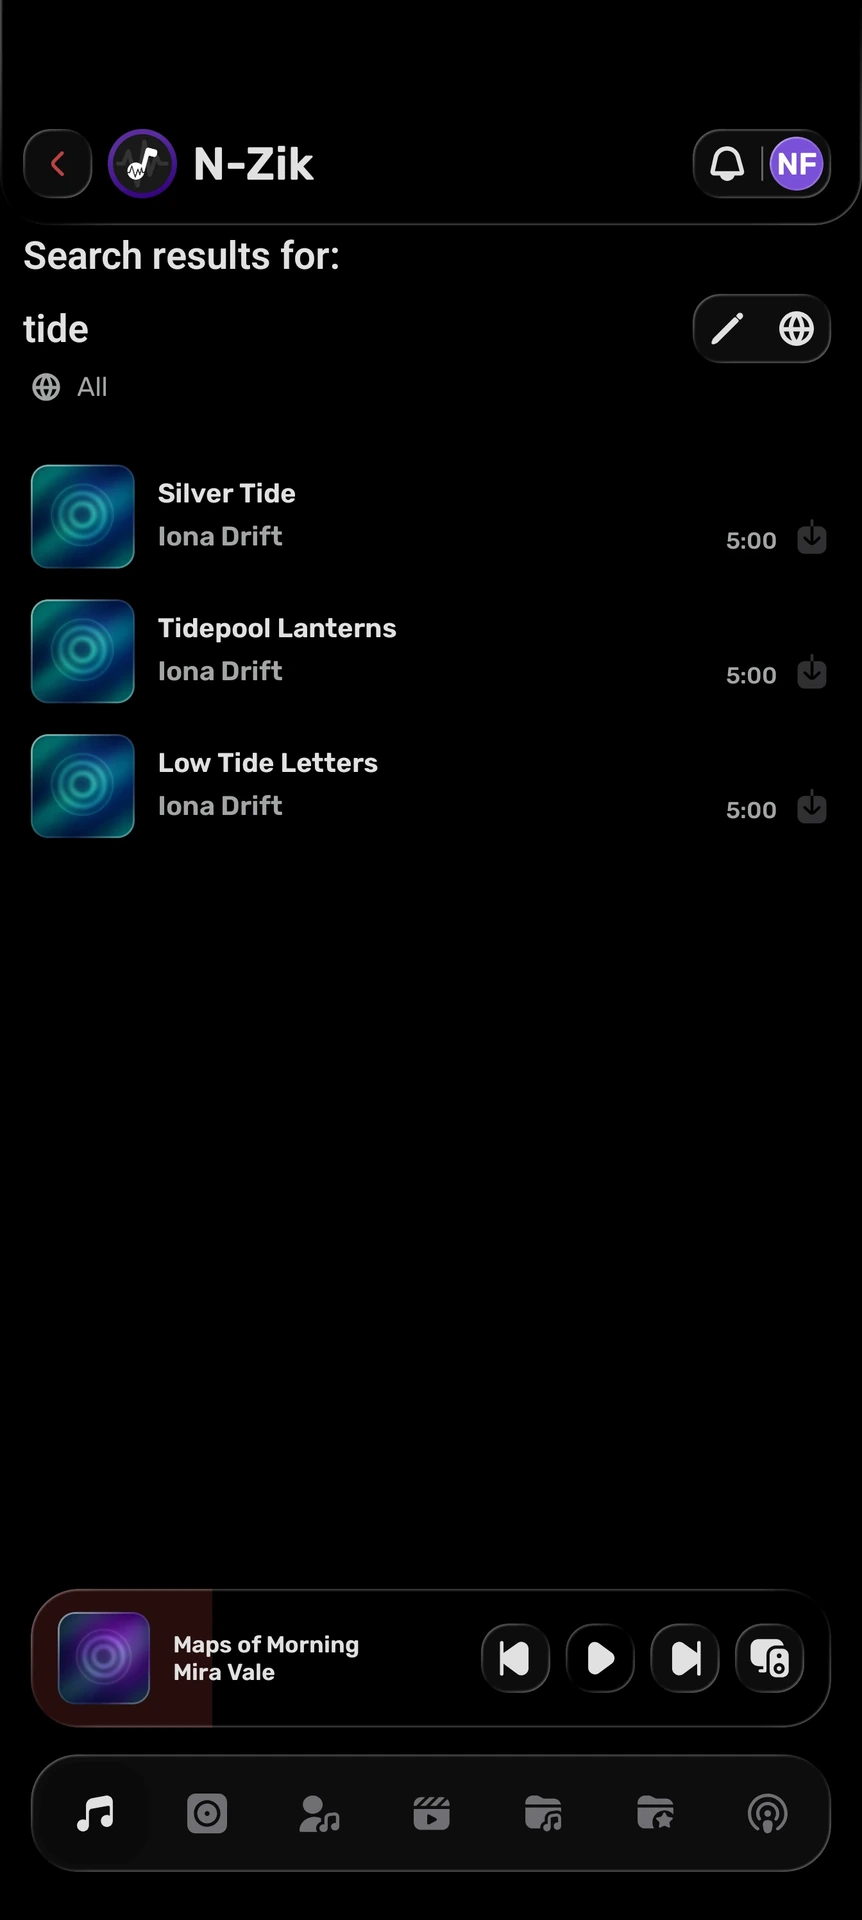 N-Zik
NF
Search results for:
tide
All
Silver Tide
Iona Drift
5:00
Tidepool Lanterns
Iona Drift
5:00
Low Tide Letters
Iona Drift
5:00
Maps of Morning
Mira Vale